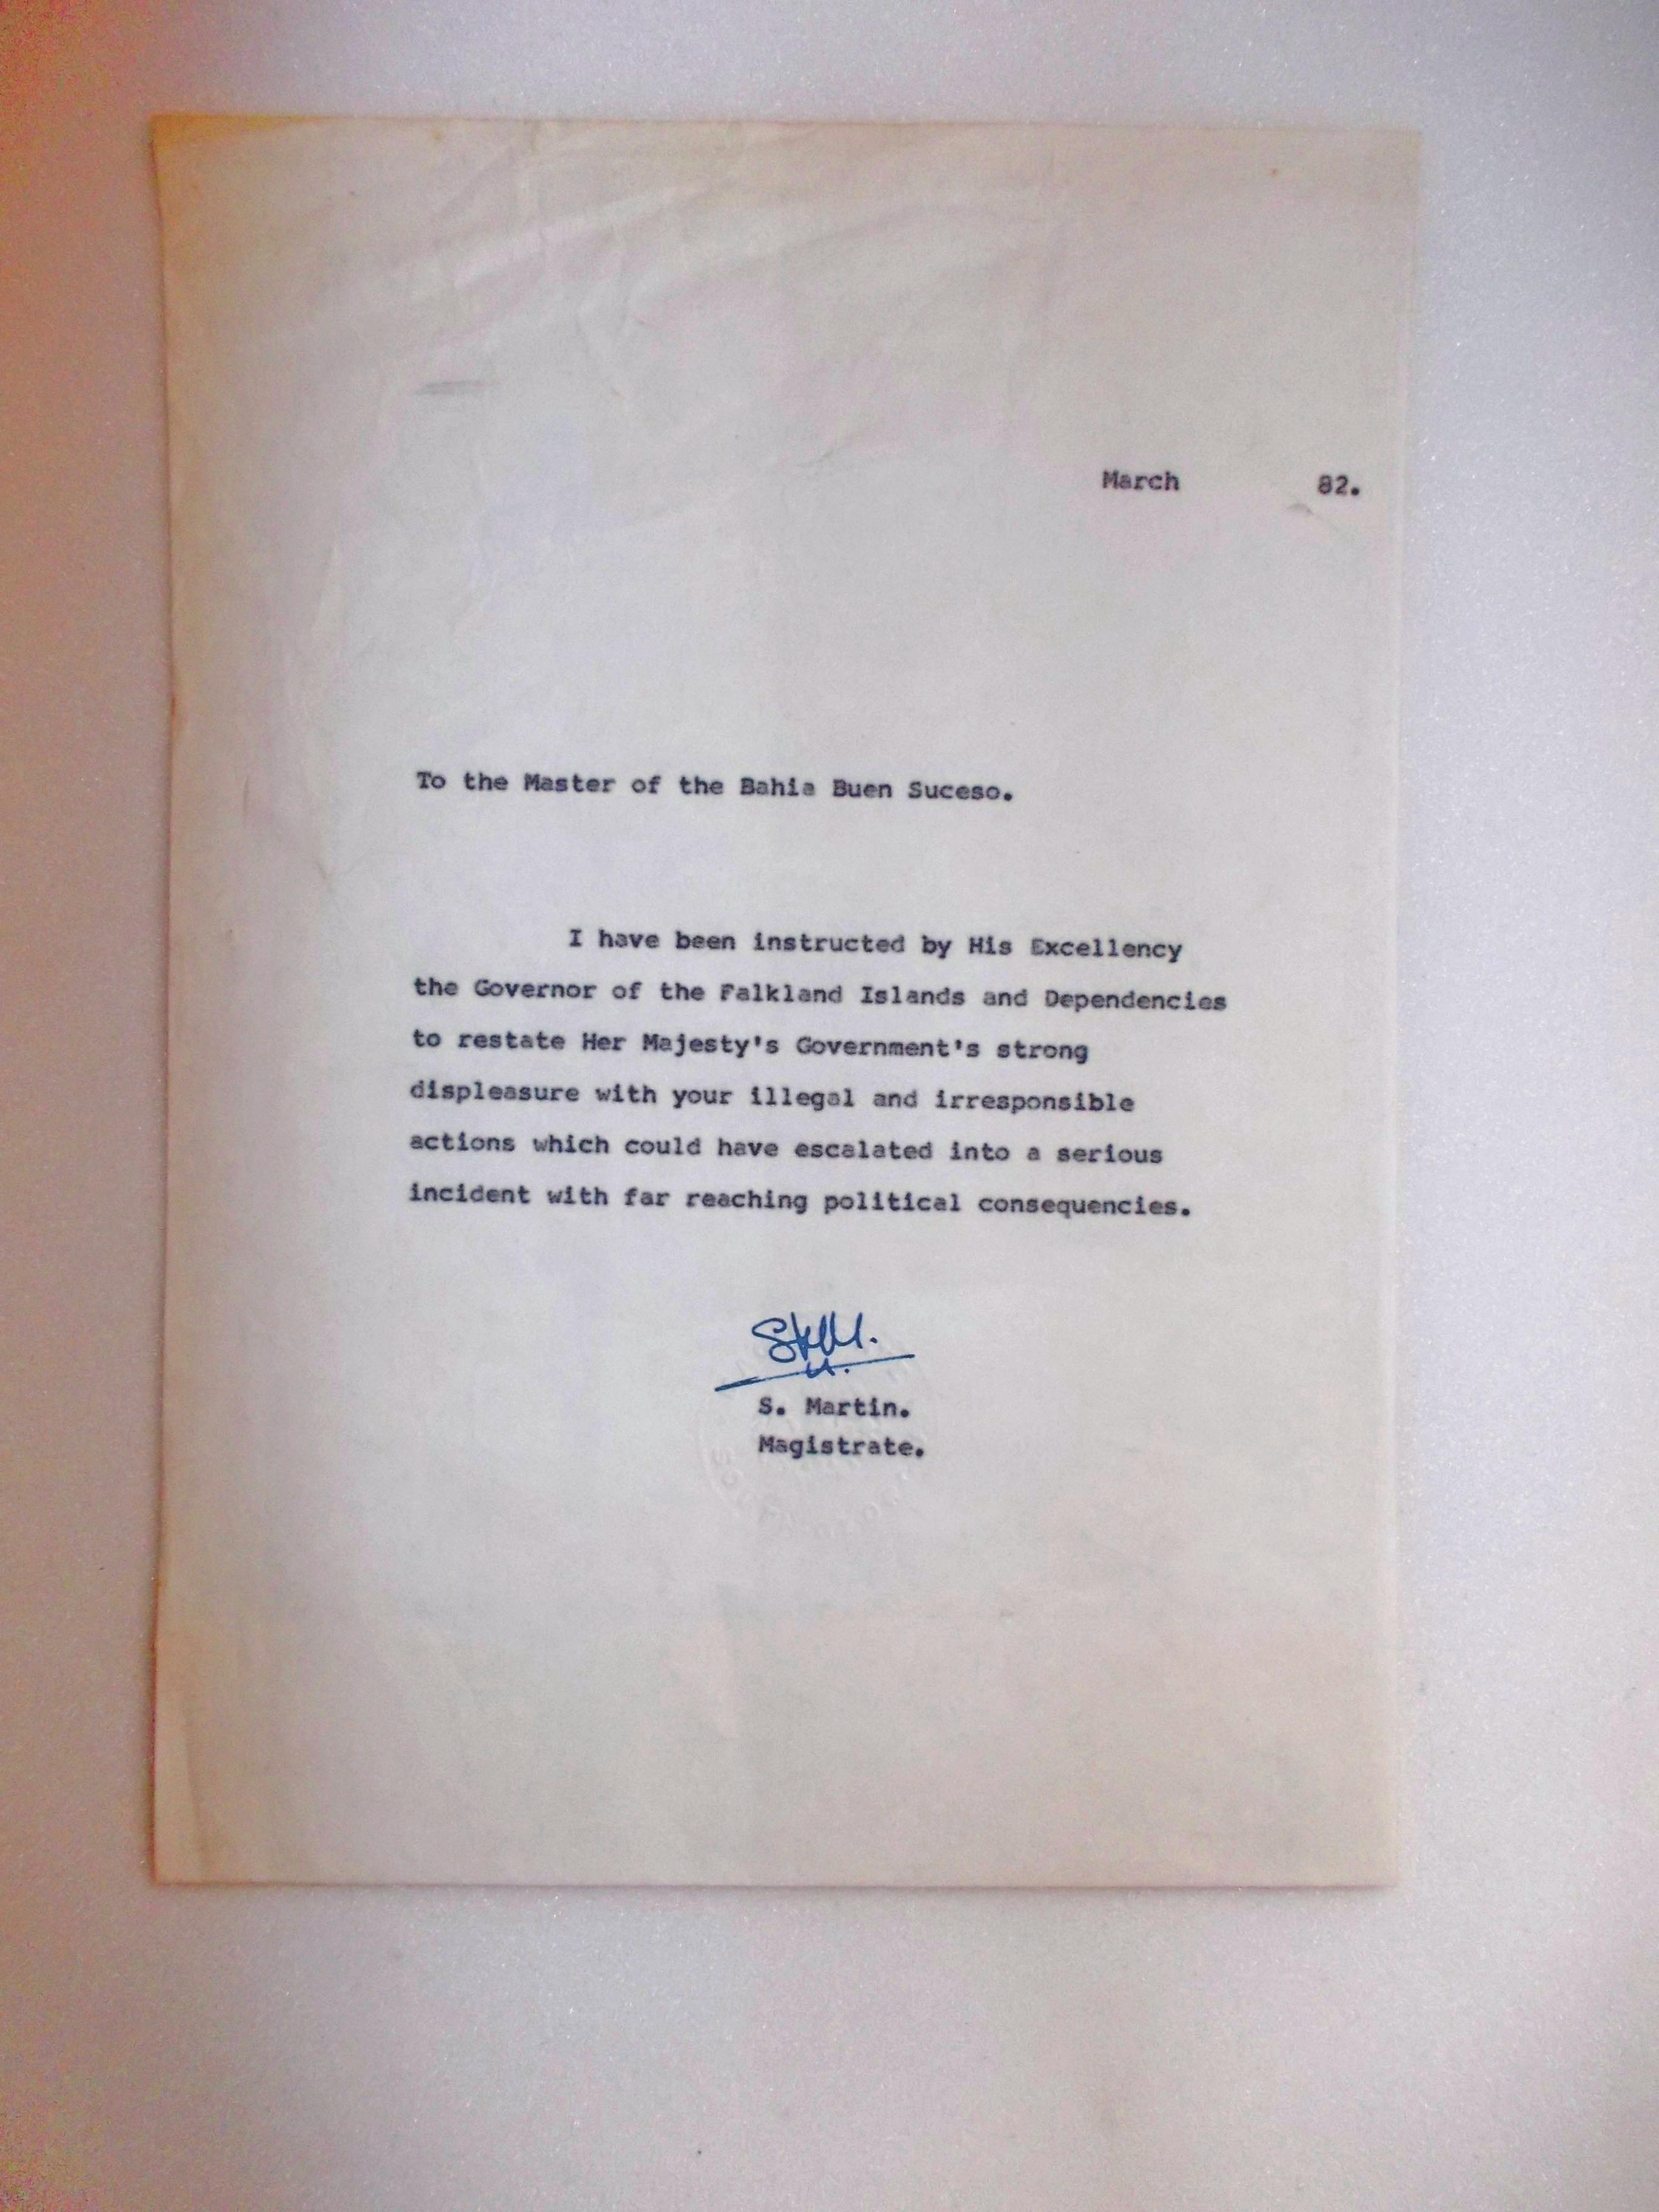 March 82.
To the Master of the Bahia Buen Suceso.
I have been instructed by His Excellency
the Governor of the Falkland Islands and Dependencies
to restate Her Majesty's Government's strong
displeasure with your illegal and irresponsible
actions which could have escalated into a serious
incident with far reaching political consequencies.
S. Martin.
Magistrate.